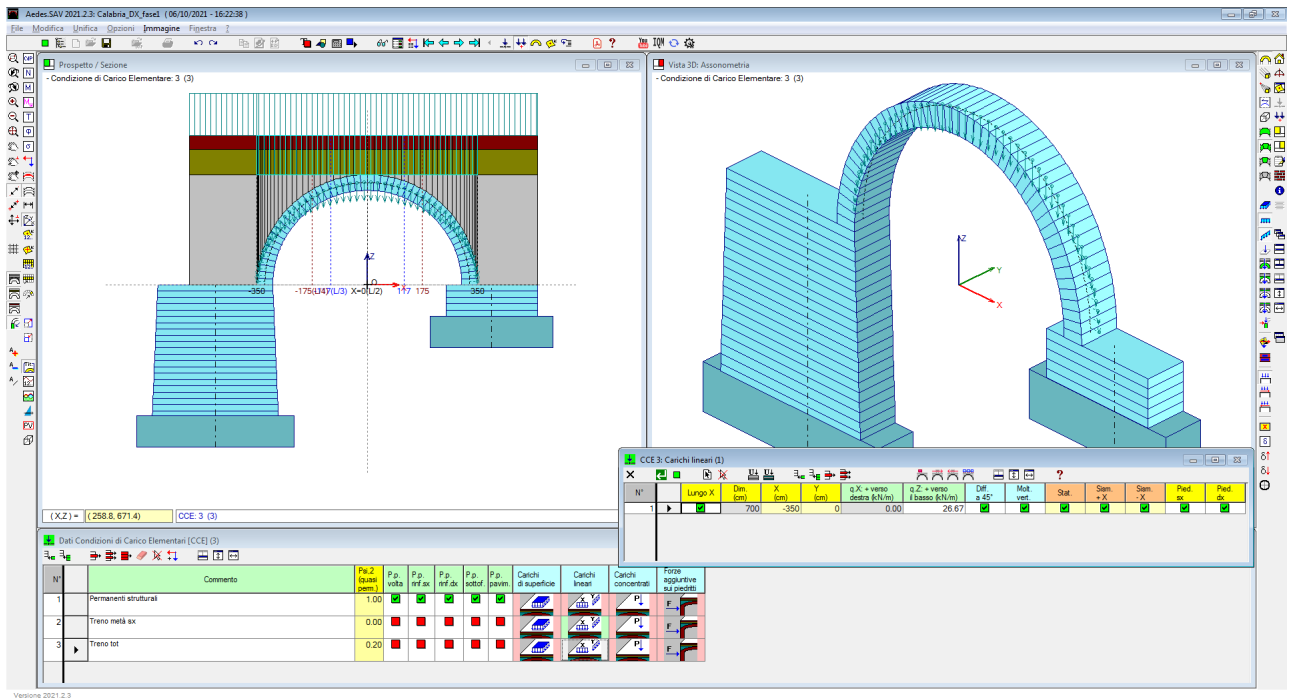 Aedes.SAV 2021.2.3: Calabria_DX_fase1 ( 06/10/2021 - 16:22:38 )
File Modifica Unifica Opzioni Immagine Finestra ?
Prospetto / Sezione
- Condizione di Carico Elementare: 3 (3)
Z
-350 X=0(L/2) 175 350
(X,Z) = ( 258.8, 671.4) CCE: 3 (3)
Vista 3D: Assonometria
- Condizione di Carico Elementare: 3 (3)
Z
Y
X
CCE 3: Carichi lineari (1)
N° Lungo X Dim. (cm) X (cm) Y (cm) q.X: + verso destra (kN/m) q.Z: + verso il basso (kN/m) Diff. a 45° Molt. vert. Stat. Sism. + X Sism. - X Pied. sx Pied. dx
1 700 -350 0 0.00 26.67
Dati Condizioni di Carico Elementari [CCE] (3)
N° Commento Psi,2 (quasi perm.) P.p. volta P.p. rinf.sx P.p. rinf.dx P.p. sottof. P.p. pavim. Carichi di superficie Carichi lineari Carichi concentrati Forze aggiuntive sui piedritti
1 Permanenti strutturali 1.00
2 Treno metà sx 0.00
3 Treno tot 0.20
Versione 2021.2.3